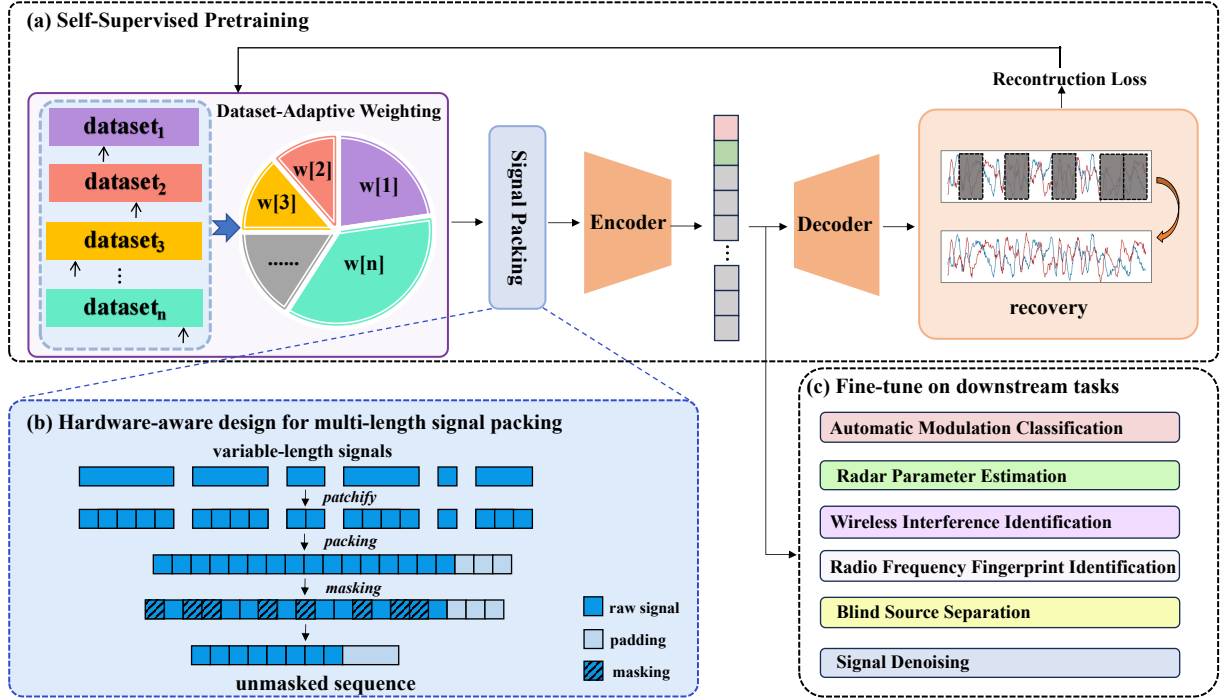 (a) Self-Supervised Pretraining
Recontruction Loss
Dataset-Adaptive Weighting
dataset₁
dataset₂
dataset₃
⋮
datasetₙ
w[1]
w[2]
w[3]
......
w[n]
Signal Packing
Encoder
Decoder
recovery
(b) Hardware-aware design for multi-length signal packing
variable-length signals
patchify
packing
masking
unmasked sequence
raw signal
padding
masking
(c) Fine-tune on downstream tasks
Automatic Modulation Classification
Radar Parameter Estimation
Wireless Interference Identification
Radio Frequency Fingerprint Identification
Blind Source Separation
Signal Denoising